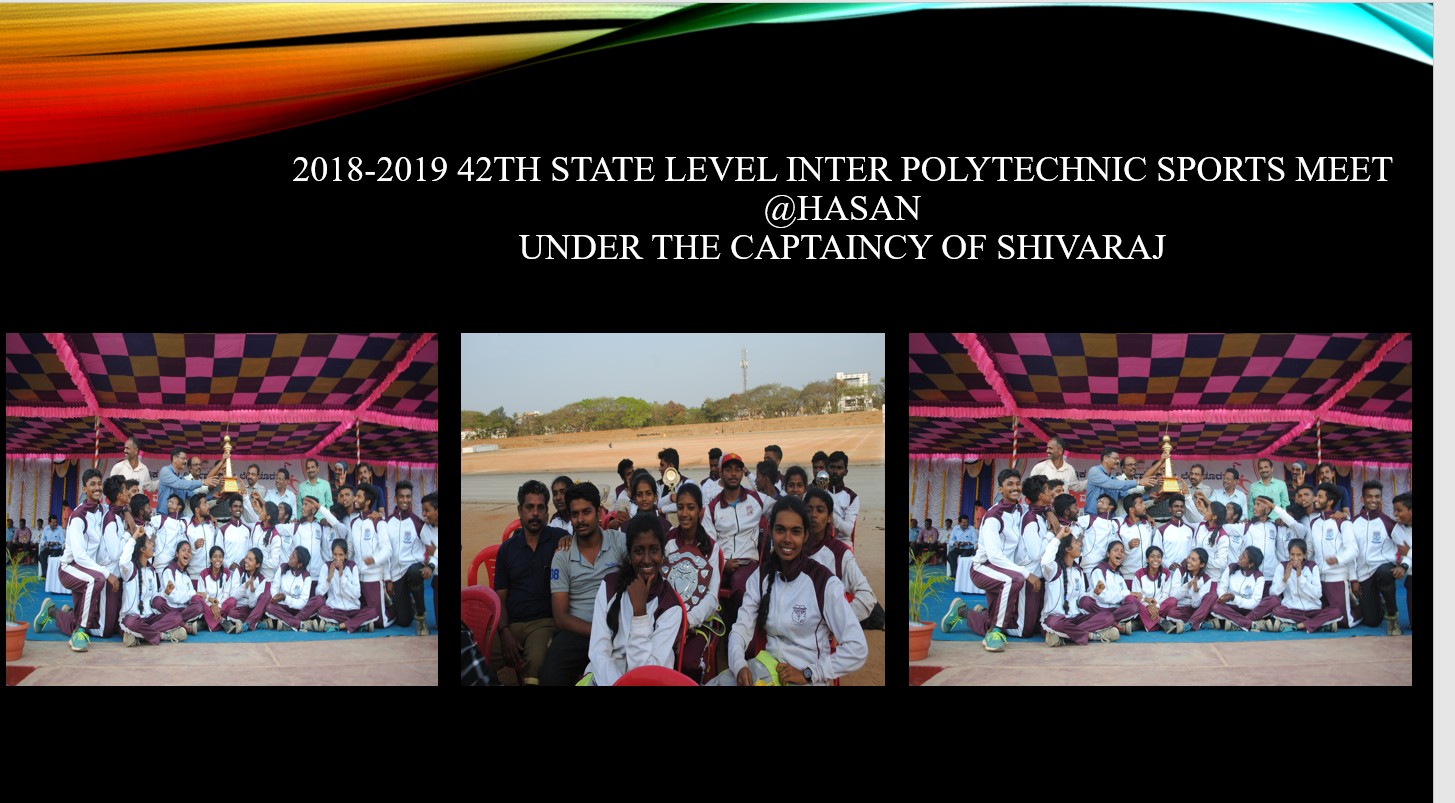 2018-2019 42TH STATE LEVEL INTER POLYTECHNIC SPORTS MEET
@HASAN
UNDER THE CAPTAINCY OF SHIVARAJ